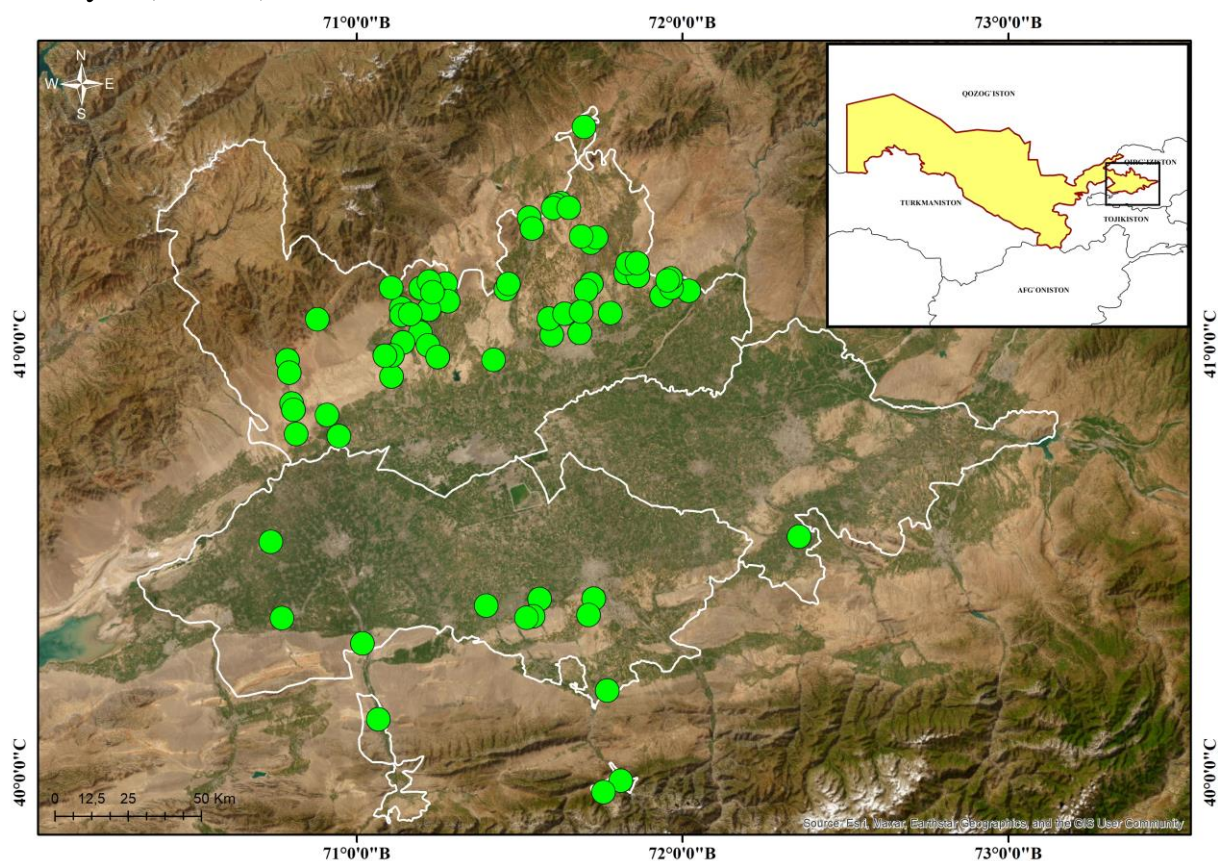 71°0'0"B 72°0'0"B 73°0'0"B
N
W E
S
QOZOG`ISTON
QIRG`IZISTON
TURKMANISTON
TOJIKISTON
AFG`ONISTON
41°0'0"C
41°0'0"C
40°0'0"C
40°0'0"C
0 12,5 25 50 Km
Source: Esri, Maxar, Earthstar Geographics, and the GIS User Community
71°0'0"B 72°0'0"B 73°0'0"B